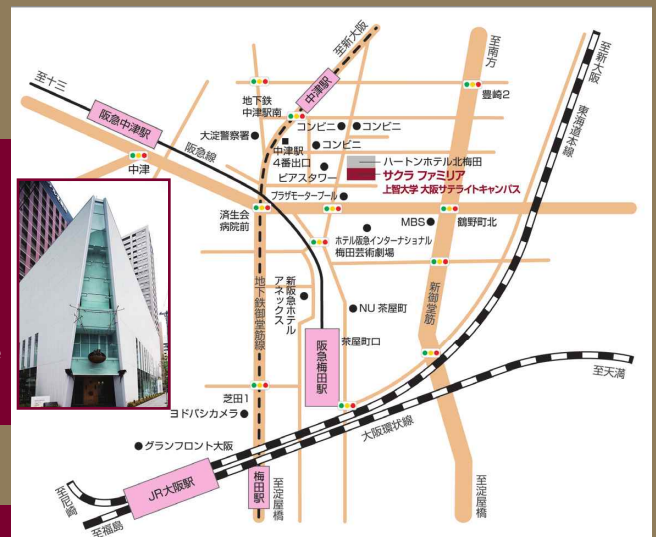 至新大阪
至南方
至新大阪
至十三
中津駅
地下鉄
中津駅南
豊崎2
阪急中津駅
コンビニ
コンビニ
大淀警察署
阪急線
中津駅
4番出口
コンビニ
東海道本線
中津
ピアスタワー
ハートンホテル北梅田
サクラ ファミリア
上智大学 大阪サテライトキャンパス
プラザモータープール
済生会
病院前
MBS
鶴野町北
ホテル阪急インターナショナル
梅田芸術劇場
地下鉄御堂筋線
新阪急ホテル
アネックス
新御堂筋
NU 茶屋町
阪急梅田駅
茶屋町口
至天満
芝田1
ヨドバシカメラ
大阪環状線
グランフロント大阪
JR大阪駅
梅田駅
至淀屋橋
至淀屋橋
至尼崎
至福島